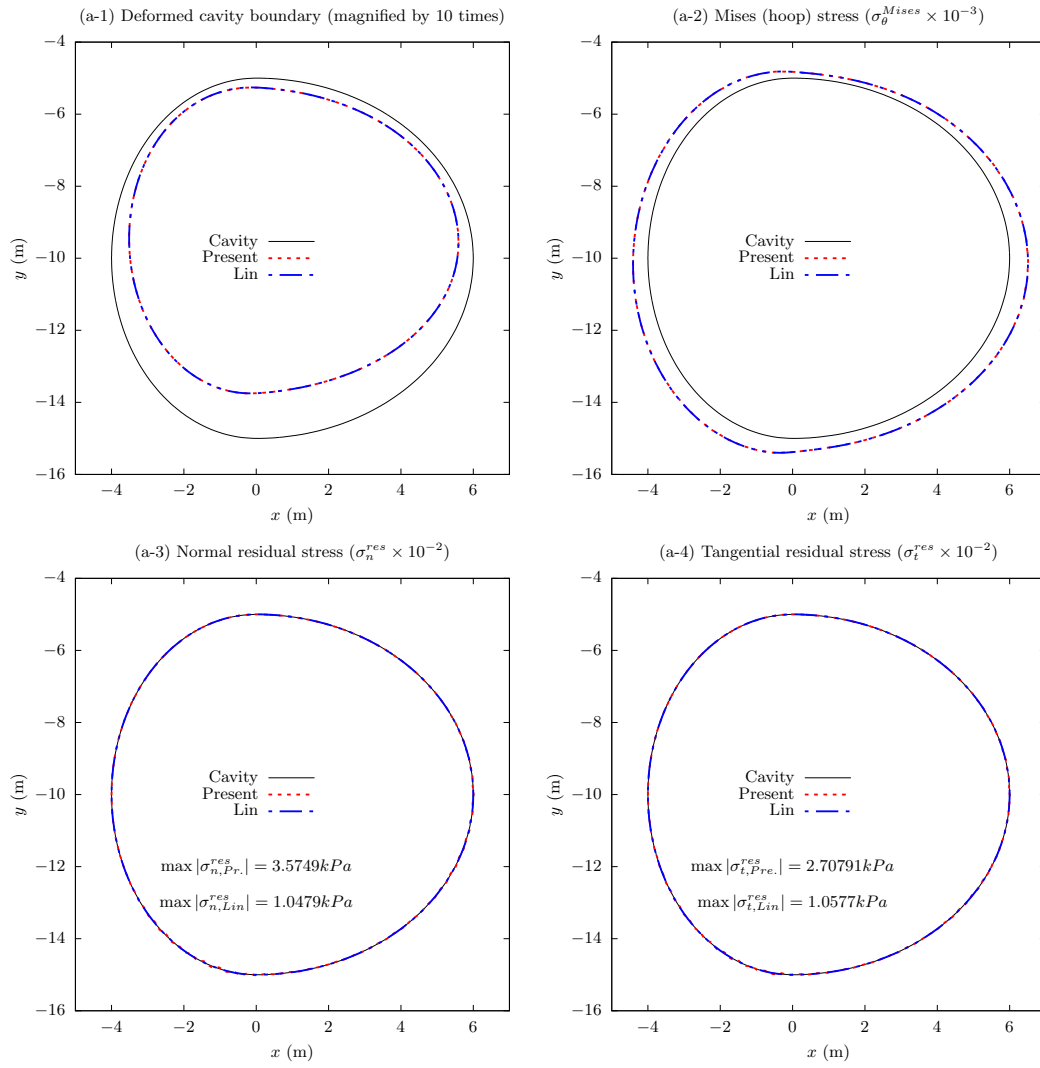 (a-1) Deformed cavity boundary (magnified by 10 times)
−4
−6
−8
−10
−12
−14
−16
y (m)
Cavity
Present
Lin
−4 −2 0 2 4 6
x (m)
(a-2) Mises (hoop) stress (σ_θ^{Mises} × 10^{−3})
−4
−6
−8
−10
−12
−14
−16
y (m)
Cavity
Present
Lin
−4 −2 0 2 4 6
x (m)
(a-3) Normal residual stress (σ_n^{res} × 10^{−2})
−4
−6
−8
−10
−12
−14
−16
y (m)
Cavity
Present
Lin
max |σ_{n,Pr.}^{res}| = 3.5749kPa
max |σ_{n,Lin}^{res}| = 1.0479kPa
−4 −2 0 2 4 6
x (m)
(a-4) Tangential residual stress (σ_t^{res} × 10^{−2})
−4
−6
−8
−10
−12
−14
−16
y (m)
Cavity
Present
Lin
max |σ_{t,Pre.}^{res}| = 2.70791kPa
max |σ_{t,Lin}^{res}| = 1.0577kPa
−4 −2 0 2 4 6
x (m)